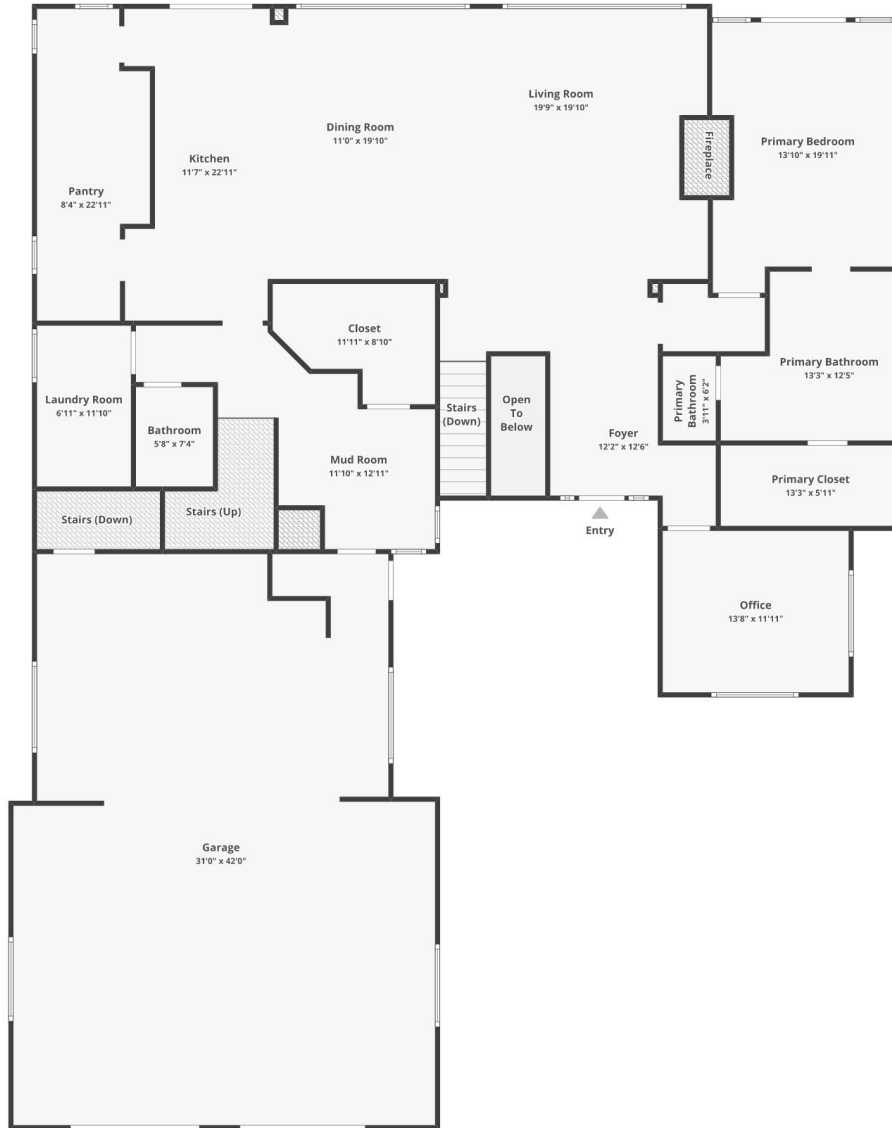 Living Room
19'9" x 19'10"
Dining Room
11'0" x 19'10"
Kitchen
11'7" x 22'11"
Pantry
8'4" x 22'11"
Fireplace
Primary Bedroom
13'10" x 19'11"
Closet
11'11" x 8'10"
Laundry Room
6'11" x 11'10"
Bathroom
5'8" x 7'4"
Stairs
(Down)
Open
To
Below
Primary
Bathroom
3'11" x 6'2"
Primary Bathroom
13'3" x 12'5"
Foyer
12'2" x 12'6"
Mud Room
11'10" x 12'11"
Primary Closet
13'3" x 5'11"
Stairs (Down)
Stairs (Up)
Entry
Office
13'8" x 11'11"
Garage
31'0" x 42'0"